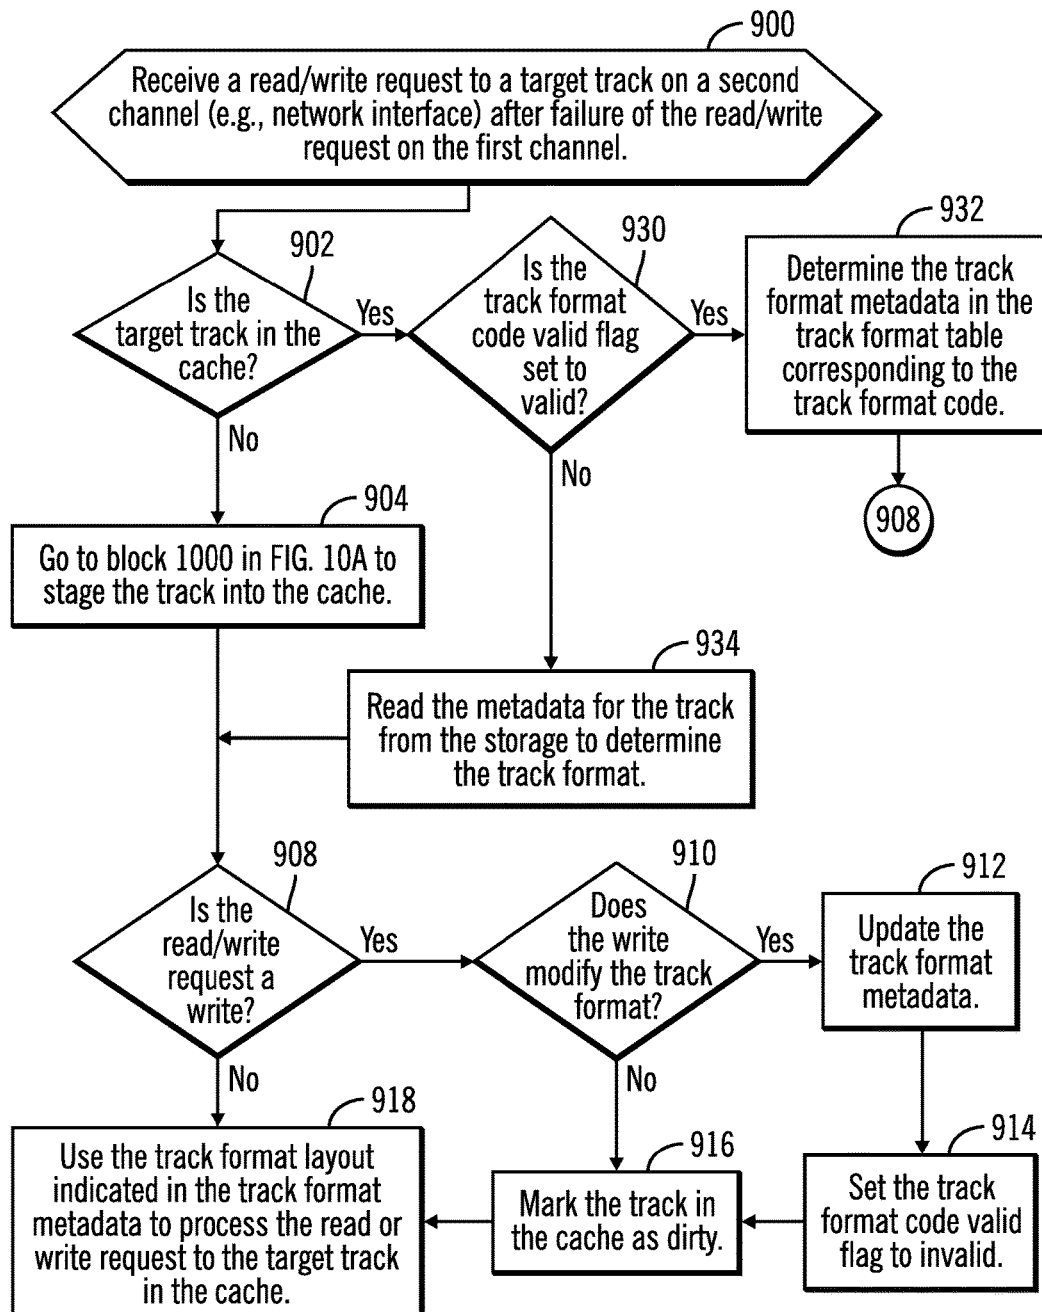 900
Receive a read/write request to a target track on a second
channel (e.g., network interface) after failure of the read/write
request on the first channel.
902
Is the
target track in the
cache?
Yes
No
930
Is the
track format
code valid flag
set to
valid?
Yes
No
932
Determine the track
format metadata in the
track format table
corresponding to the
track format code.
908
904
Go to block 1000 in FIG. 10A to
stage the track into the cache.
934
Read the metadata for the track
from the storage to determine
the track format.
908
Is the
read/write
request a
write?
Yes
No
910
Does
the write
modify the track
format?
Yes
No
912
Update the
track format
metadata.
914
Set the track
format code valid
flag to invalid.
916
Mark the track in
the cache as dirty.
918
Use the track format layout
indicated in the track format
metadata to process the read or
write request to the target track
in the cache.